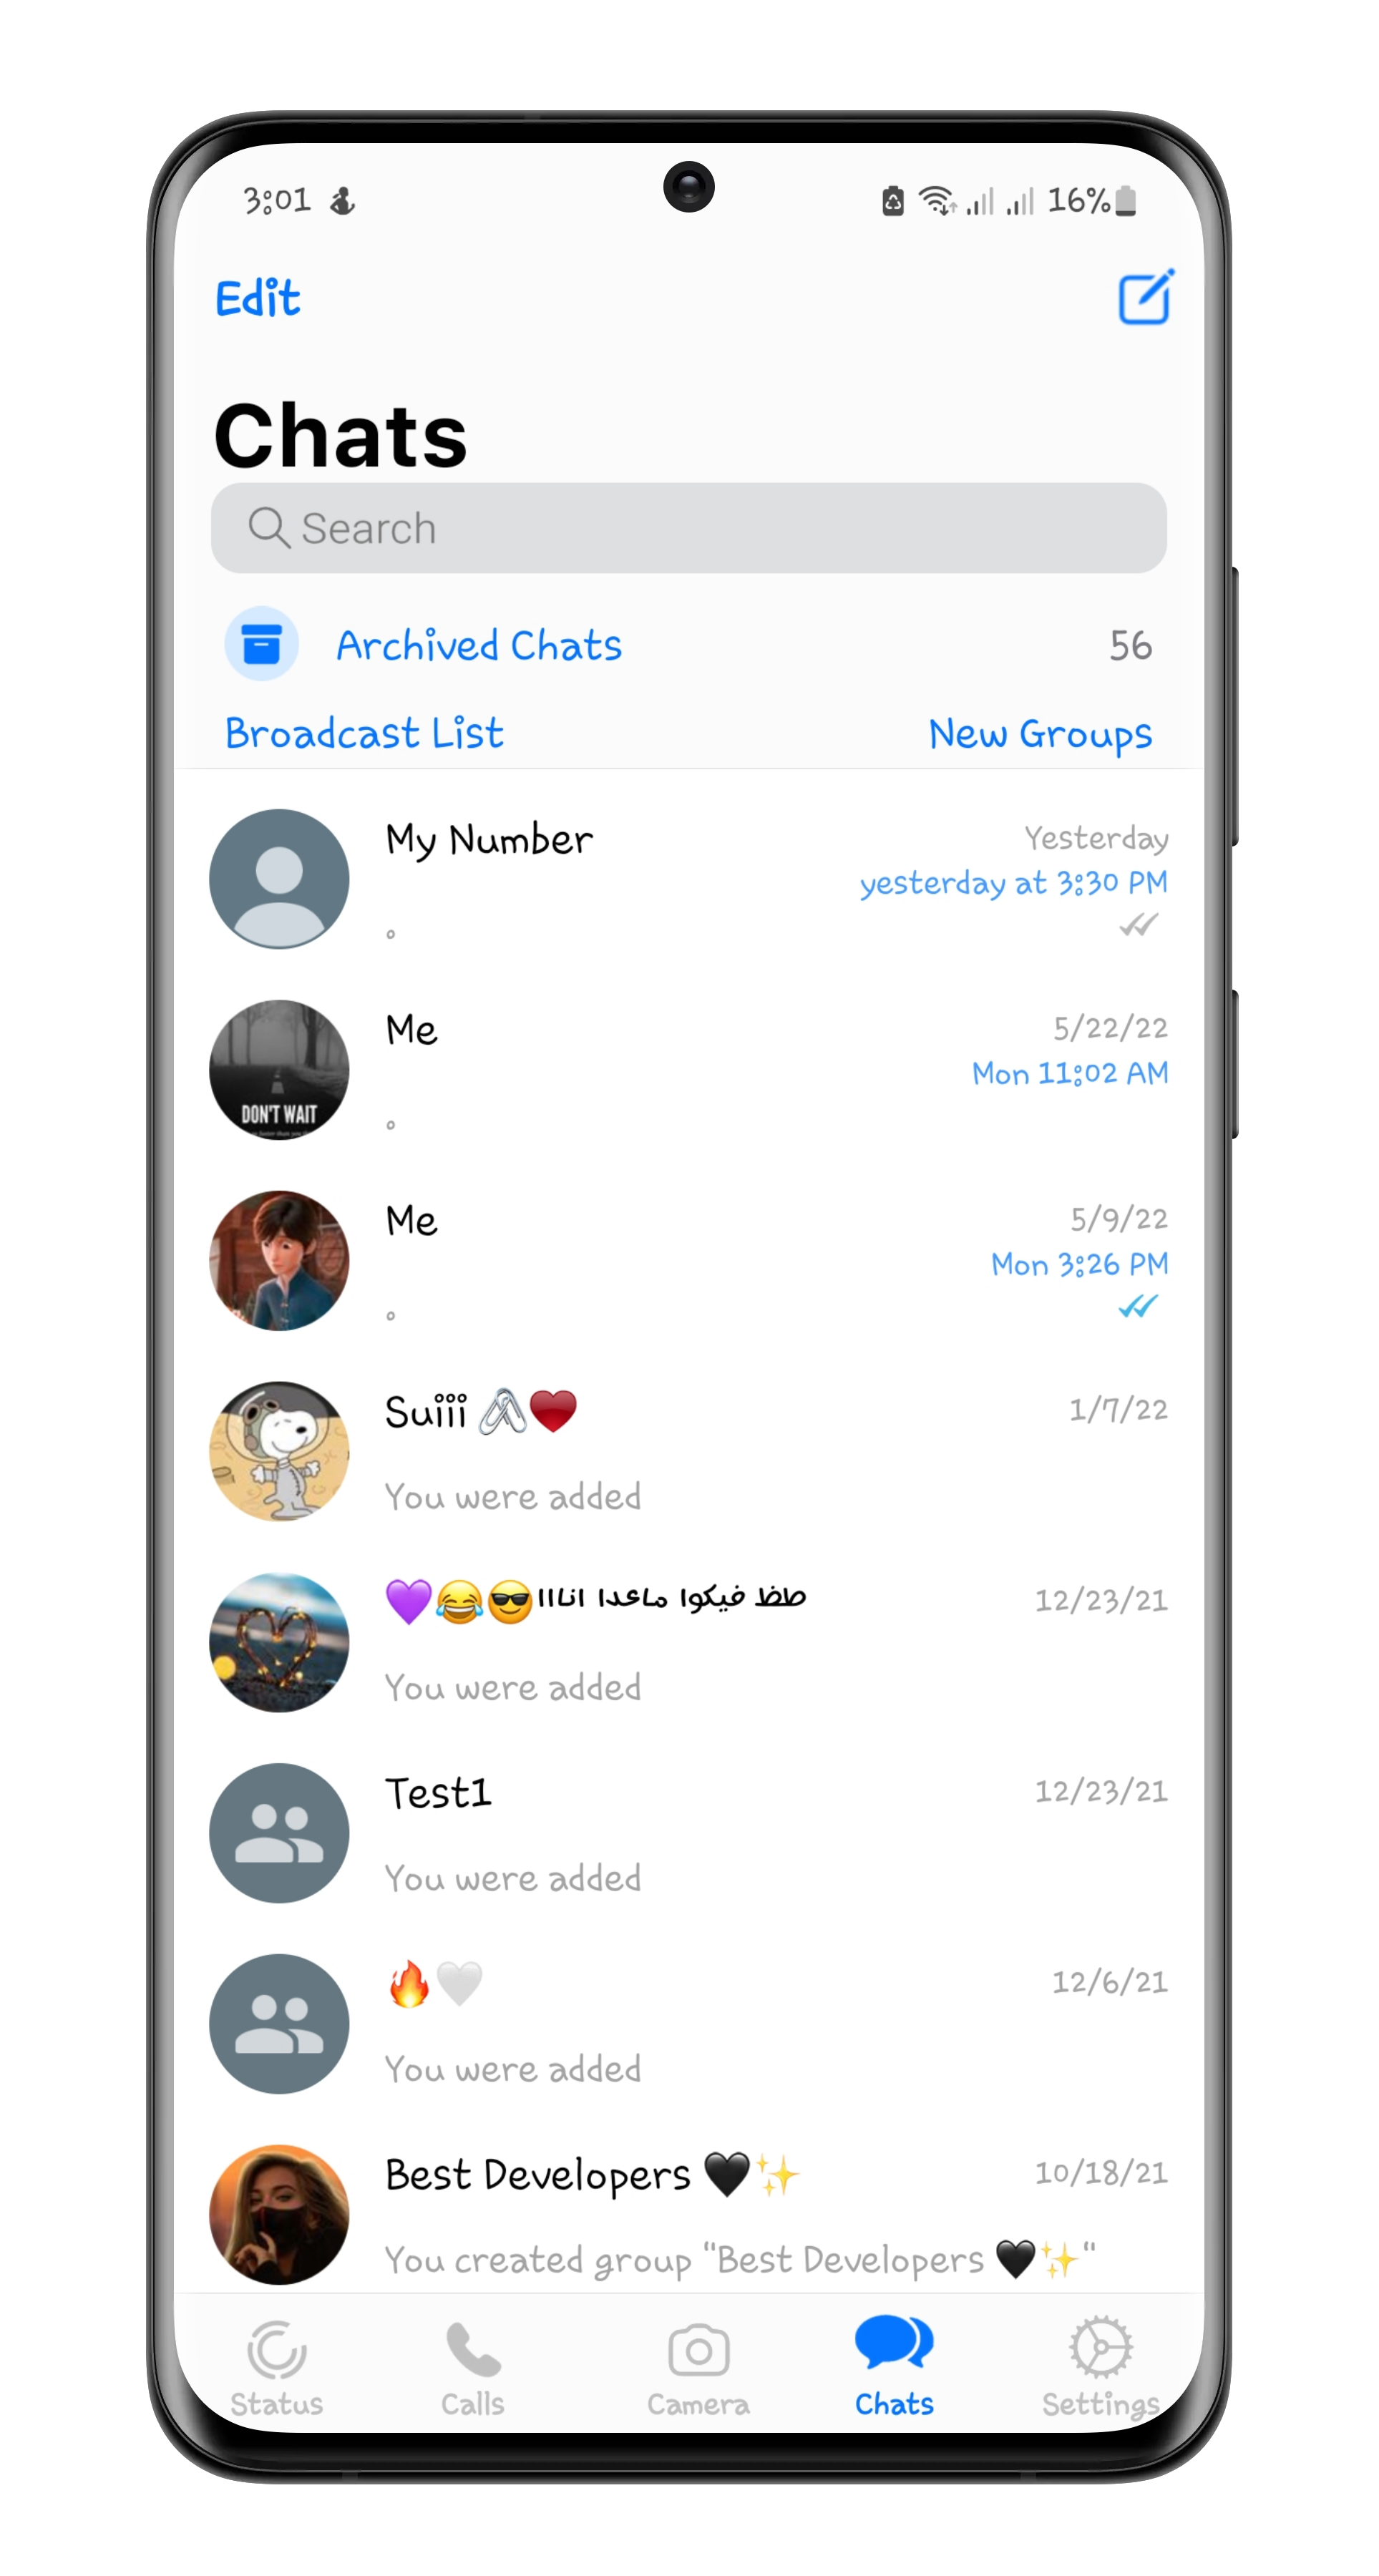 3:01 16%
Edit
Chats
Search
Archived Chats 56
Broadcast List New Groups
My Number Yesterday
yesterday at 3:30 PM
.
Me 5/22/22
Mon 11:02 AM
DON'T WAIT
.
Me 5/9/22
Mon 3:26 PM
.
Suiii 🖇️❤️ 1/7/22
You were added
طظ فيكوا ماعدا اناااا😎😂💜 12/23/21
You were added
Test1 12/23/21
You were added
🔥🤍 12/6/21
You were added
Best Developers 🖤✨ 10/18/21
You created group "Best Developers 🖤✨"
Status Calls Camera Chats Settings